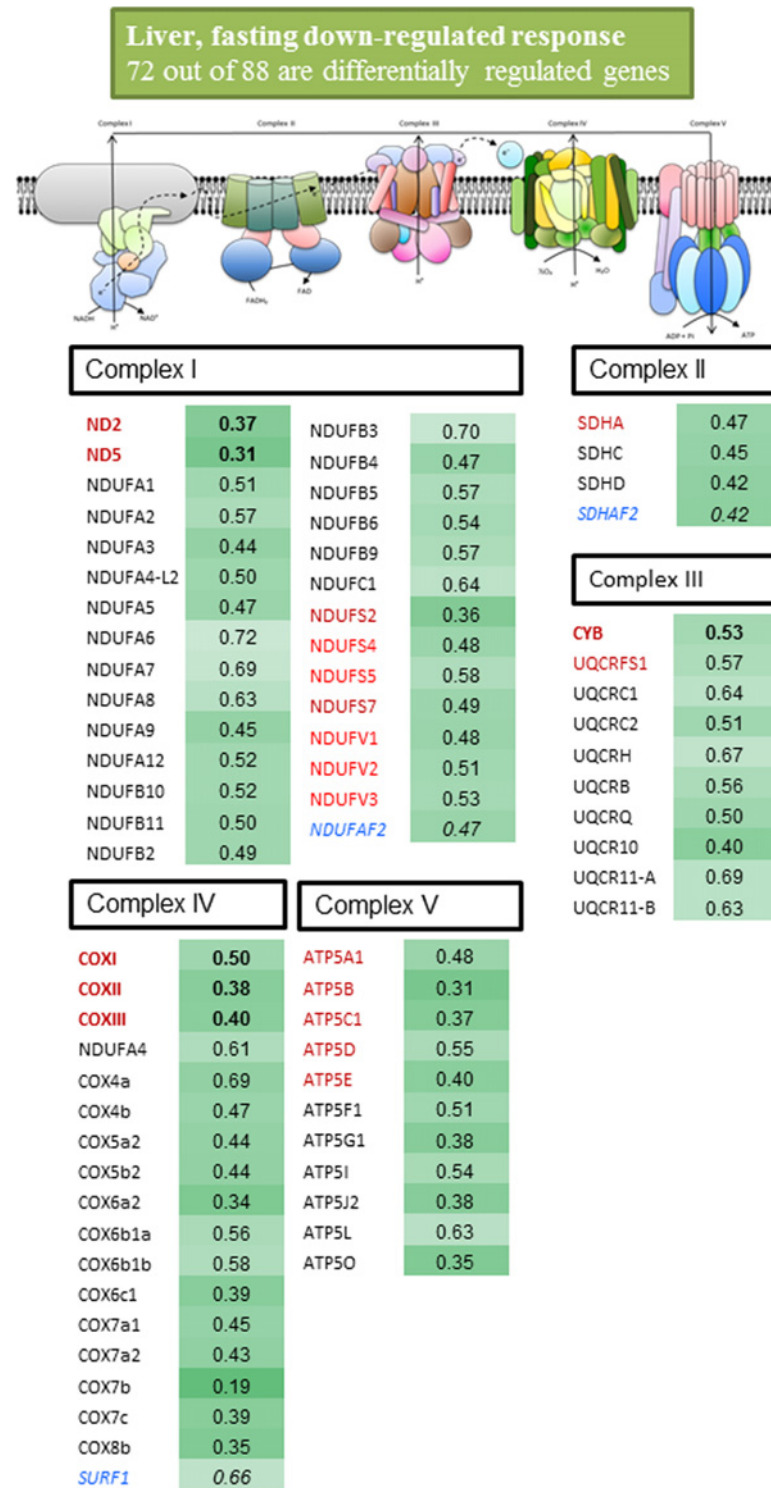 Liver, fasting down-regulated response
72 out of 88 are differentially regulated genes
Complex I
Complex II
Complex III
Complex IV
Complex V
NADH
H⁺
NAD⁺
FADH₂
FAD
H⁺
½O₂
H⁺
H₂O
ADP + Pi
ATP
Complex I
ND2 0.37
ND5 0.31
NDUFA1 0.51
NDUFA2 0.57
NDUFA3 0.44
NDUFA4-L2 0.50
NDUFA5 0.47
NDUFA6 0.72
NDUFA7 0.69
NDUFA8 0.63
NDUFA9 0.45
NDUFA12 0.52
NDUFB10 0.52
NDUFB11 0.50
NDUFB2 0.49
NDUFB3 0.70
NDUFB4 0.47
NDUFB5 0.57
NDUFB6 0.54
NDUFB9 0.57
NDUFC1 0.64
NDUFS2 0.36
NDUFS4 0.48
NDUFS5 0.58
NDUFS7 0.49
NDUFV1 0.48
NDUFV2 0.51
NDUFV3 0.53
NDUFAF2 0.47
Complex II
SDHA 0.47
SDHC 0.45
SDHD 0.42
SDHAF2 0.42
Complex III
CYB 0.53
UQCRFS1 0.57
UQCRC1 0.64
UQCRC2 0.51
UQCRH 0.67
UQCRB 0.56
UQCRQ 0.50
UQCR10 0.40
UQCR11-A 0.69
UQCR11-B 0.63
Complex IV
COXI 0.50
COXII 0.38
COXIII 0.40
NDUFA4 0.61
COX4a 0.69
COX4b 0.47
COX5a2 0.44
COX5b2 0.44
COX6a2 0.34
COX6b1a 0.56
COX6b1b 0.58
COX6c1 0.39
COX7a1 0.45
COX7a2 0.43
COX7b 0.19
COX7c 0.39
COX8b 0.35
SURF1 0.66
Complex V
ATP5A1 0.48
ATP5B 0.31
ATP5C1 0.37
ATP5D 0.55
ATP5E 0.40
ATP5F1 0.51
ATP5G1 0.38
ATP5I 0.54
ATP5J2 0.38
ATP5L 0.63
ATP5O 0.35